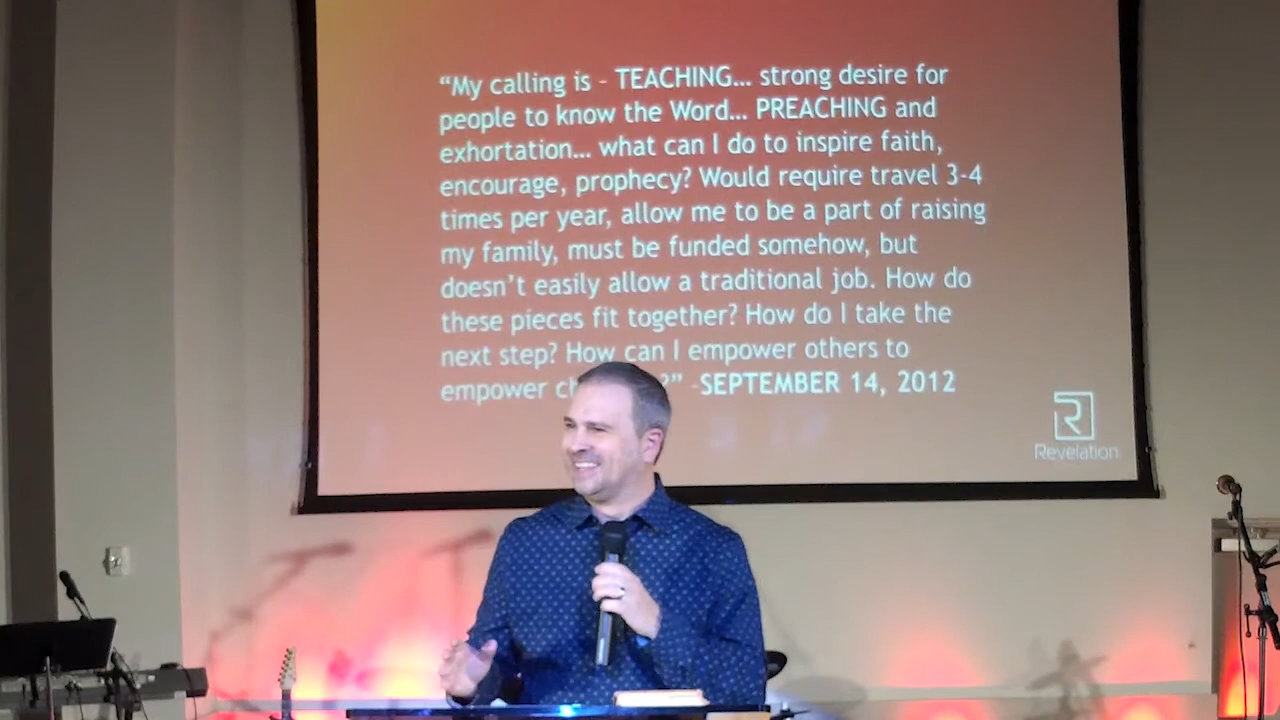 “My calling is – TEACHING… strong desire for
people to know the Word… PREACHING and
exhortation… what can I do to inspire faith,
encourage, prophecy? Would require travel 3-4
times per year, allow me to be a part of raising
my family, must be funded somehow, but
doesn’t easily allow a traditional job. How do
these pieces fit together? How do I take the
next step? How can I empower others to
empower ?” –SEPTEMBER 14, 2012
Revelation